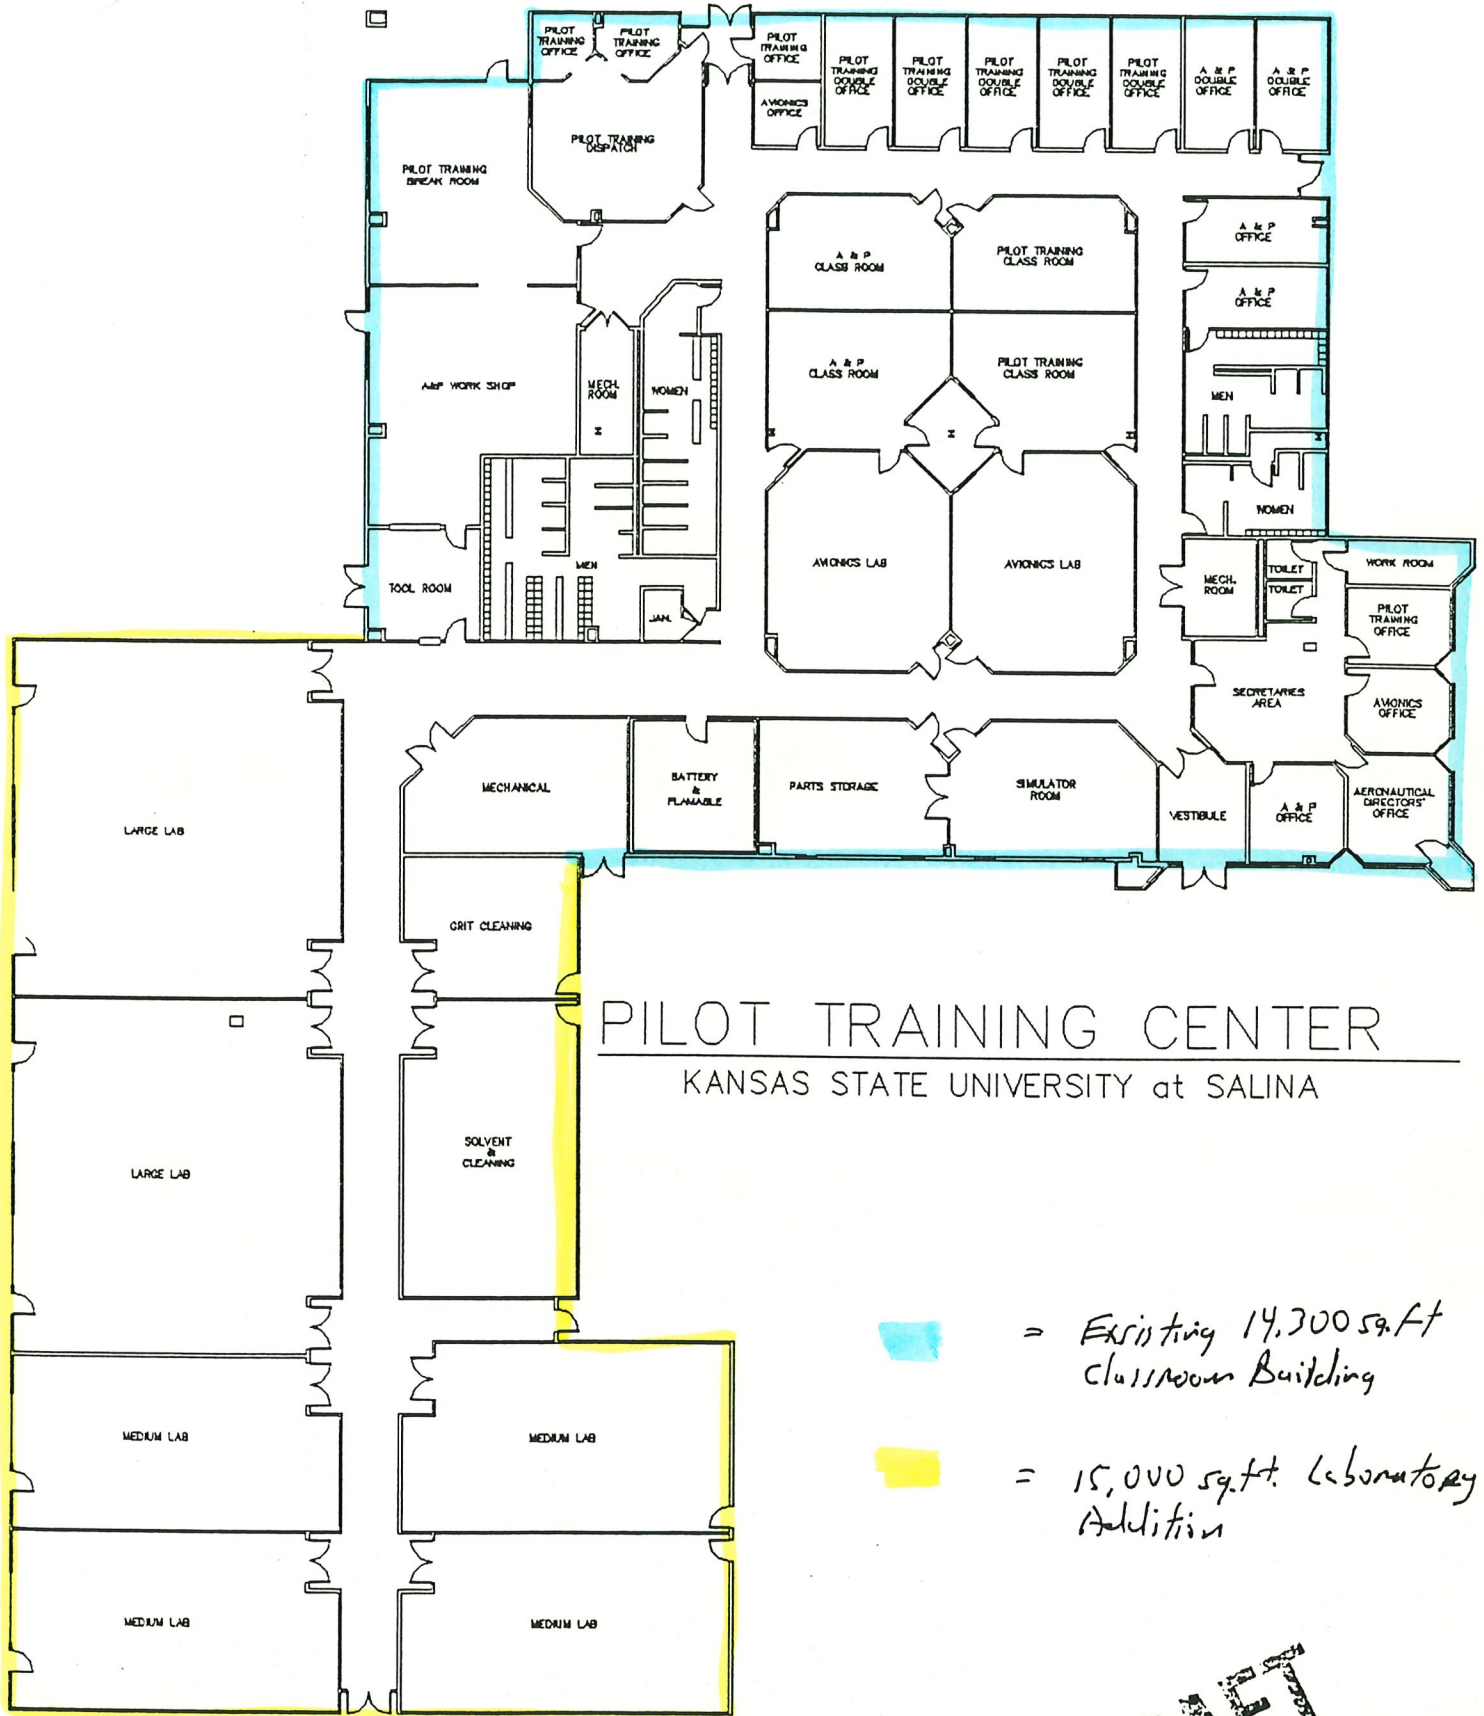 PILOT
TRAINING
OFFICE
PILOT
TRAINING
OFFICE
PILOT
TRAINING
OFFICE
PILOT
TRAINING
DOUBLE
OFFICE
PILOT
TRAINING
DOUBLE
OFFICE
PILOT
TRAINING
DOUBLE
OFFICE
PILOT
TRAINING
DOUBLE
OFFICE
PILOT
TRAINING
DOUBLE
OFFICE
A & P
DOUBLE
OFFICE
A & P
DOUBLE
OFFICE
AVIONICS
OFFICE
PILOT TRAINING
DISPATCH
PILOT TRAINING
BREAK ROOM
A & P
CLASS ROOM
PILOT TRAINING
CLASS ROOM
A & P
OFFICE
A & P
OFFICE
A&P WORK SHOP
MECH.
ROOM
WOMEN
A & P
CLASS ROOM
PILOT TRAINING
CLASS ROOM
MEN
WOMEN
TOOL ROOM
MEN
JAN.
AVIONICS LAB
AVIONICS LAB
MECH.
ROOM
TOILET
TOILET
WORK ROOM
PILOT
TRAINING
OFFICE
SECRETARIES
AREA
AVIONICS
OFFICE
LARGE LAB
MECHANICAL
BATTERY
&
FLAMABLE
PARTS STORAGE
SIMULATOR
ROOM
VESTIBULE
A & P
OFFICE
AERONAUTICAL
DIRECTORS'
OFFICE
GRIT CLEANING
PILOT TRAINING CENTER
KANSAS STATE UNIVERSITY at SALINA
LARGE LAB
SOLVENT
&
CLEANING
= Exsisting 14,300 sq.ft
Classroom Building
MEDIUM LAB
MEDIUM LAB
= 15,000 sq.ft. Laboratory
Addition
MEDIUM LAB
MEDIUM LAB